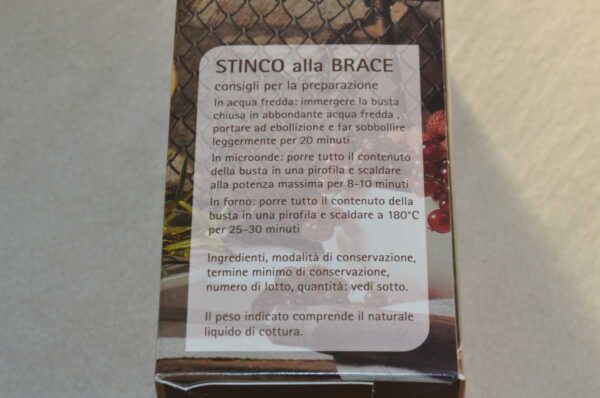 STINCO alla BRACE
consigli per la preparazione
In acqua fredda: immergere la busta
chiusa in abbondante acqua fredda ,
portare ad ebollizione e far sobbollire
leggermente per 20 minuti
In microonde: porre tutto il contenuto
della busta in una pirofila e scaldare
alla potenza massima per 8-10 minuti
In forno: porre tutto il contenuto della
busta in una pirofila e scaldare a 180°C
per 25-30 minuti
Ingredienti, modalità di conservazione,
termine minimo di conservazione,
numero di lotto, quantità: vedi sotto.
Il peso indicato comprende il naturale
liquido di cottura.